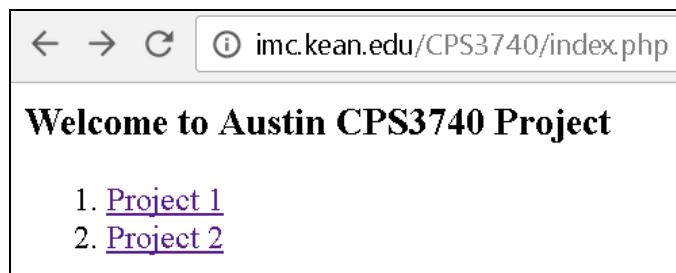 imc.kean.edu/CPS3740/index.php
Welcome to Austin CPS3740 Project
1. Project 1
2. Project 2